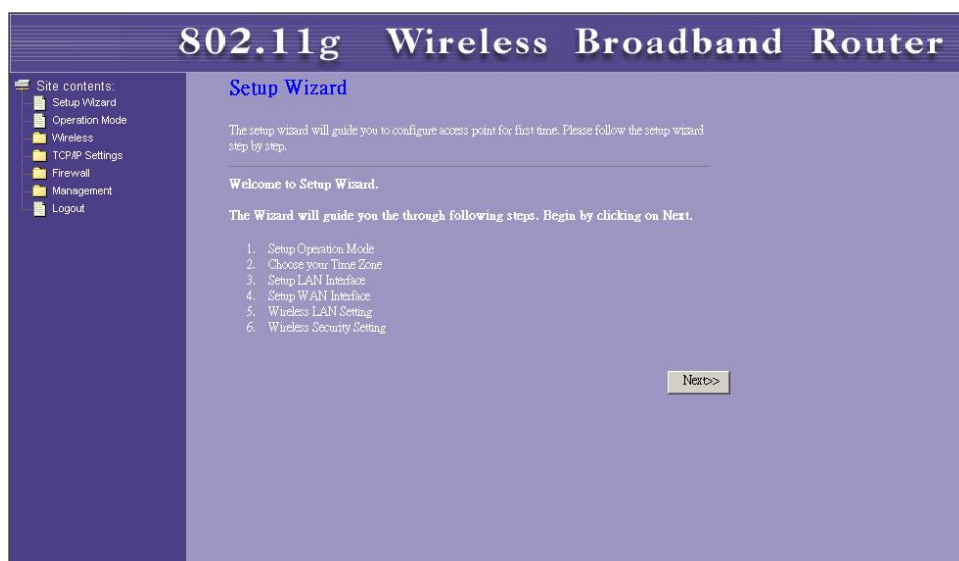 802.11g Wireless Broadband Router
Site contents:
Setup Wizard
Operation Mode
Wireless
TCP/IP Settings
Firewall
Management
Logout
Setup Wizard
The setup wizard will guide you to configure access point for first time. Please follow the setup wizard
step by step.
Welcome to Setup Wizard.
The Wizard will guide you the through following steps. Begin by clicking on Next.
1. Setup Operation Mode
2. Choose your Time Zone
3. Setup LAN Interface
4. Setup WAN Interface
5. Wireless LAN Setting
6. Wireless Security Setting
Next>>